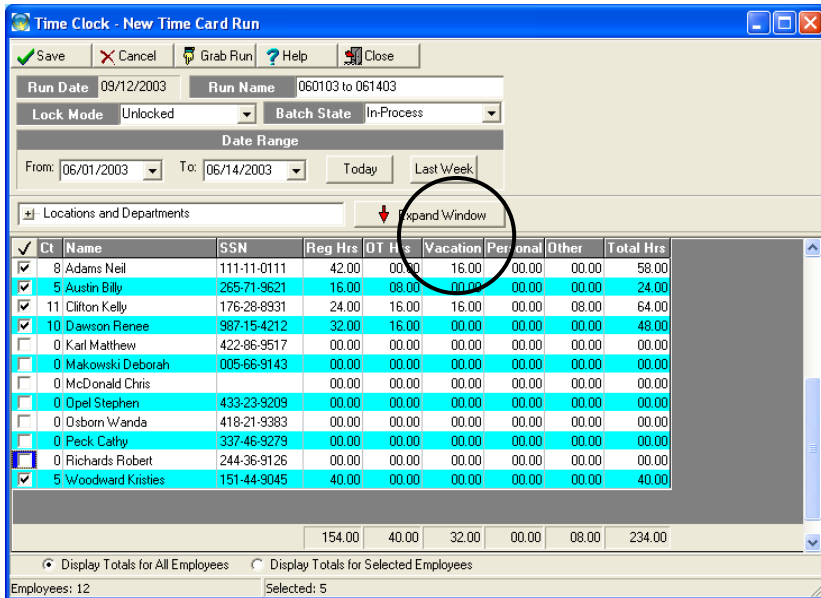 Time Clock - New Time Card Run
Save Cancel Grab Run Help Close
Run Date 09/12/2003 Run Name 060103 to 061403
Lock Mode Unlocked Batch State In-Process
Date Range
From: 06/01/2003 To: 06/14/2003 Today Last Week
Locations and Departments Expand Window
Ct Name SSN Reg Hrs OT Hrs Vacation Personal Other Total Hrs
8 Adams Neil 111-11-0111 42.00 00.00 16.00 00.00 00.00 58.00
5 Austin Billy 265-71-9621 16.00 08.00 00.00 00.00 00.00 24.00
11 Clifton Kelly 176-28-8931 24.00 16.00 16.00 00.00 08.00 64.00
10 Dawson Renee 987-15-4212 32.00 16.00 00.00 00.00 00.00 48.00
0 Karl Matthew 422-86-9517 00.00 00.00 00.00 00.00 00.00 00.00
0 Makowski Deborah 005-66-9143 00.00 00.00 00.00 00.00 00.00 00.00
0 McDonald Chris 00.00 00.00 00.00 00.00 00.00 00.00
0 Opel Stephen 433-23-9209 00.00 00.00 00.00 00.00 00.00 00.00
0 Osborn Wanda 418-21-9383 00.00 00.00 00.00 00.00 00.00 00.00
0 Peck Cathy 337-46-9279 00.00 00.00 00.00 00.00 00.00 00.00
0 Richards Robert 244-36-9126 00.00 00.00 00.00 00.00 00.00 00.00
5 Woodward Kristies 151-44-9045 40.00 00.00 00.00 00.00 00.00 40.00
154.00 40.00 32.00 00.00 08.00 234.00
Display Totals for All Employees Display Totals for Selected Employees
Employees: 12 Selected: 5